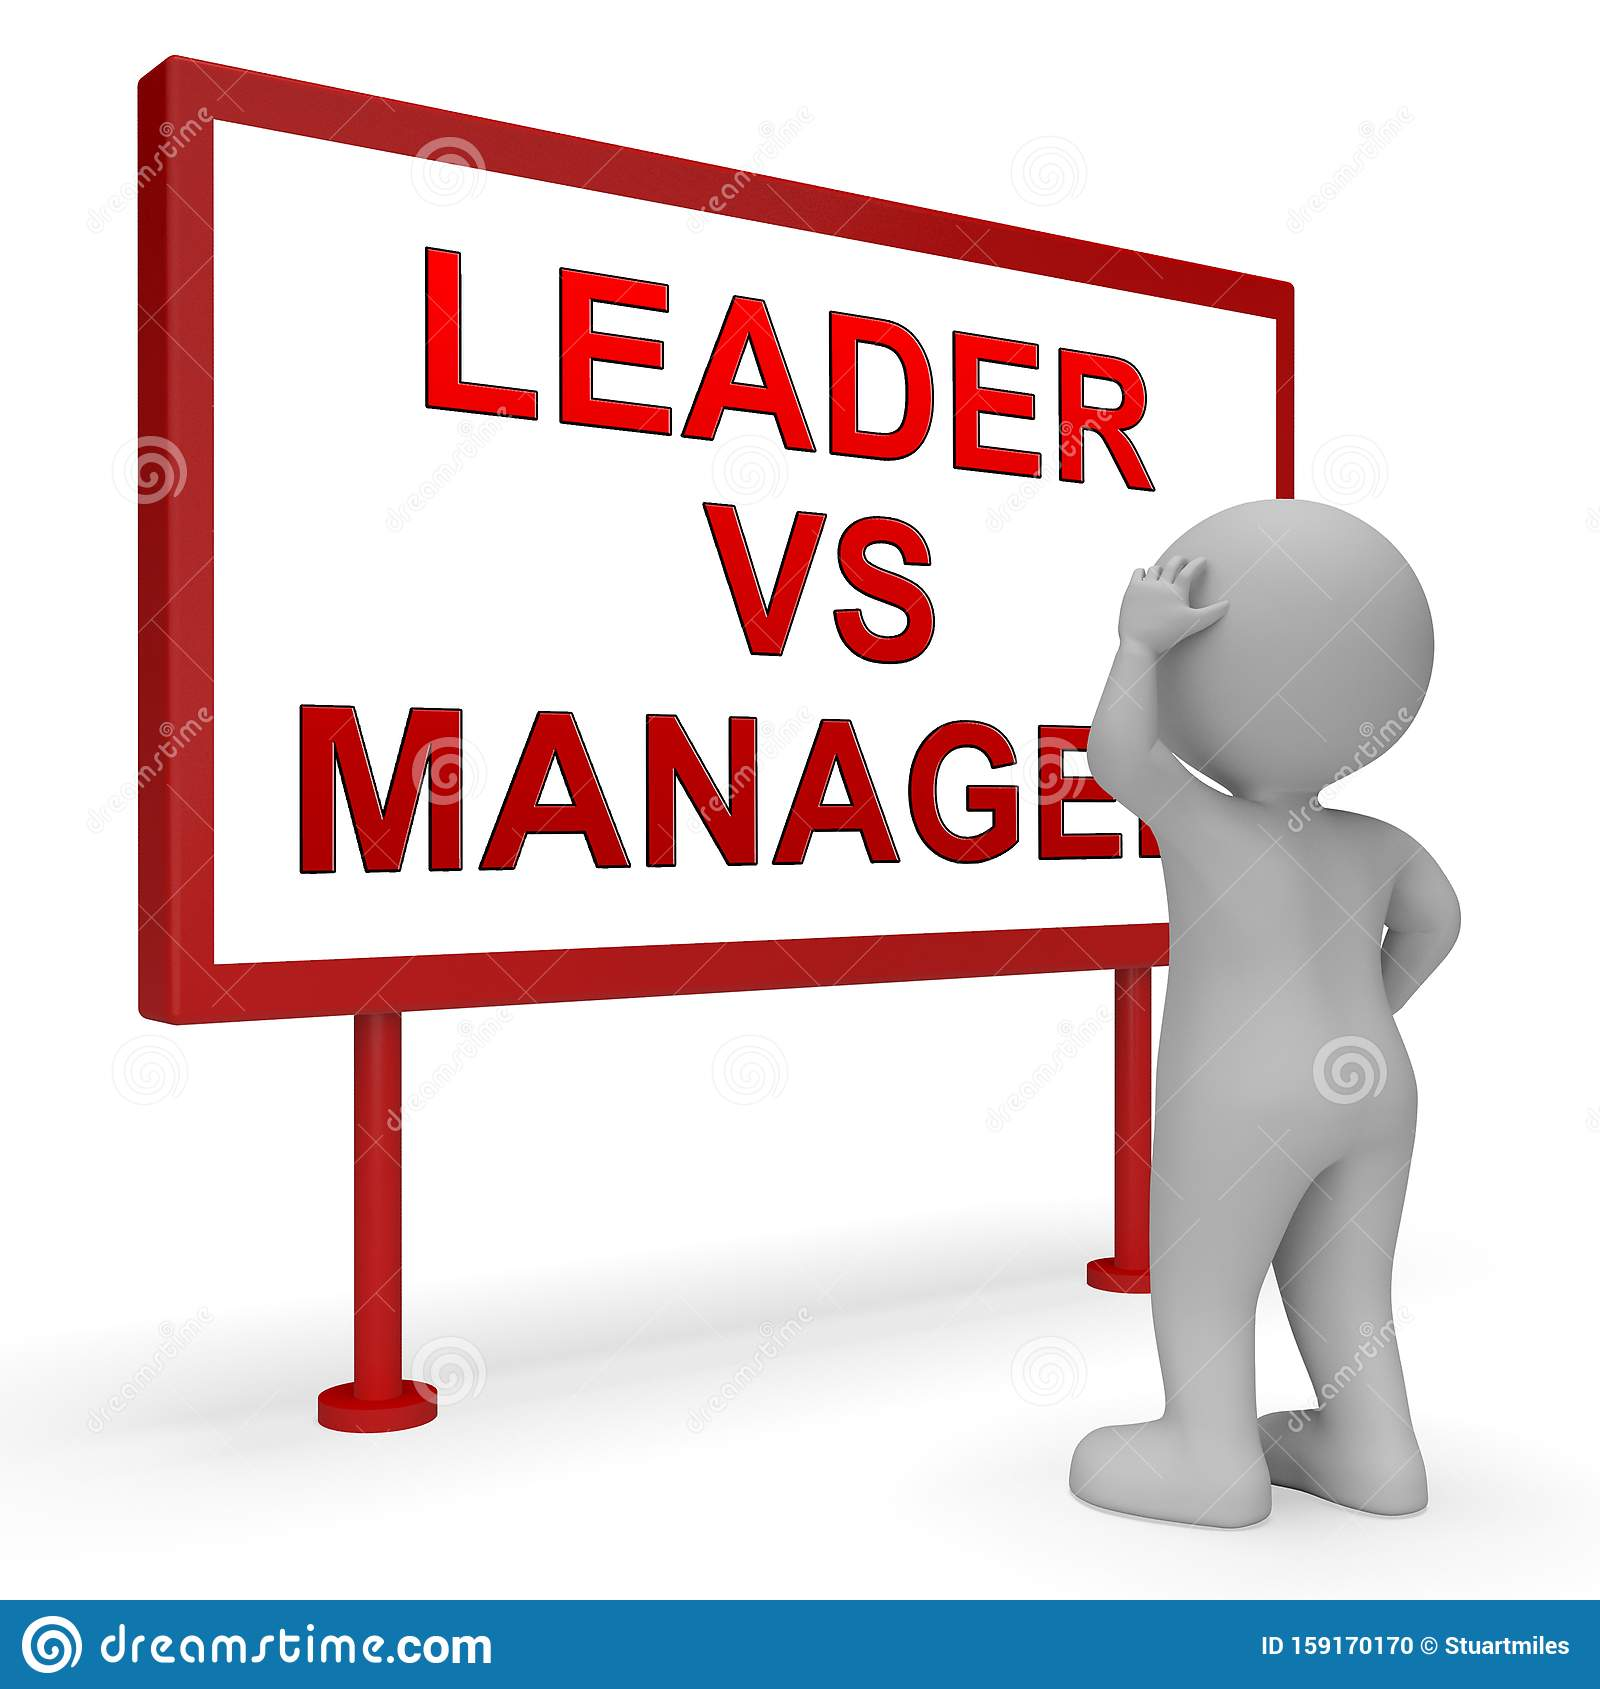 LEADER
VS
MANAGE
dreamstime.com
ID 159170170 © Stuartmiles